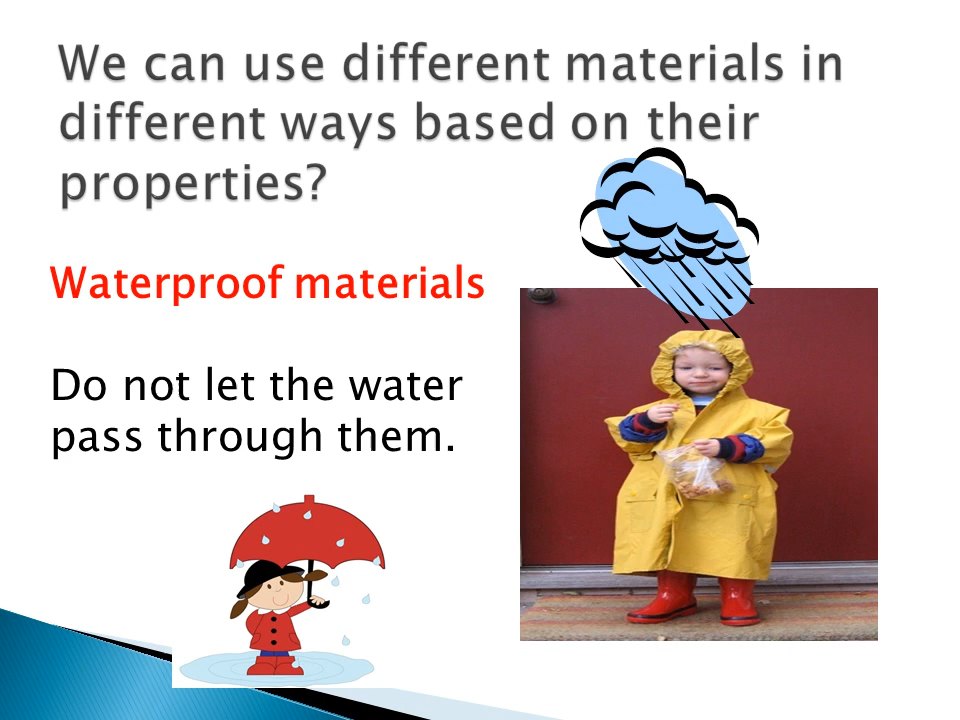 We can use different materials in
different ways based on their
properties?
Waterproof materials
Do not let the water
pass through them.